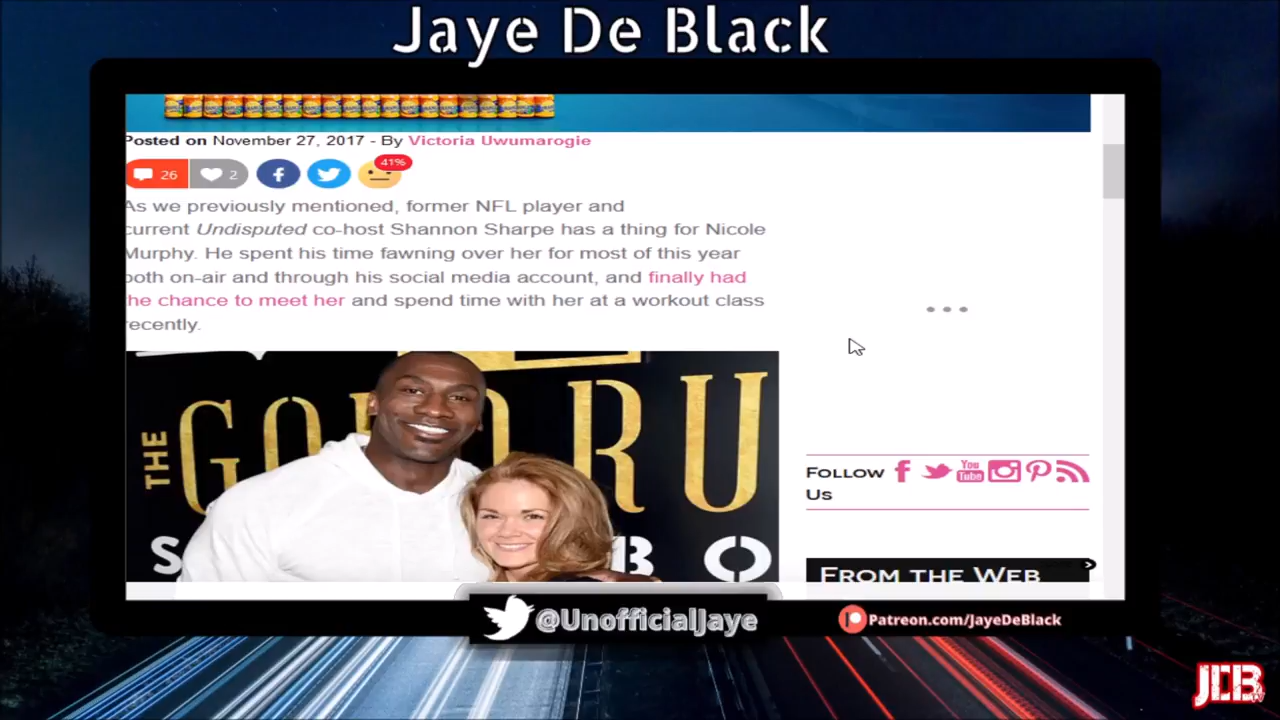 Jaye De Black
Posted on November 27, 2017 - By Victoria Uwumarogie
26
2
41%
As we previously mentioned, former NFL player and
current Undisputed co-host Shannon Sharpe has a thing for Nicole
Murphy. He spent his time fawning over her for most of this year
both on-air and through his social media account, and finally had
the chance to meet her and spend time with her at a workout class
recently.
THE
RU
Follow
Us
You
Tube
From the Web
@UnofficialJaye
Patreon.com/JayeDeBlack